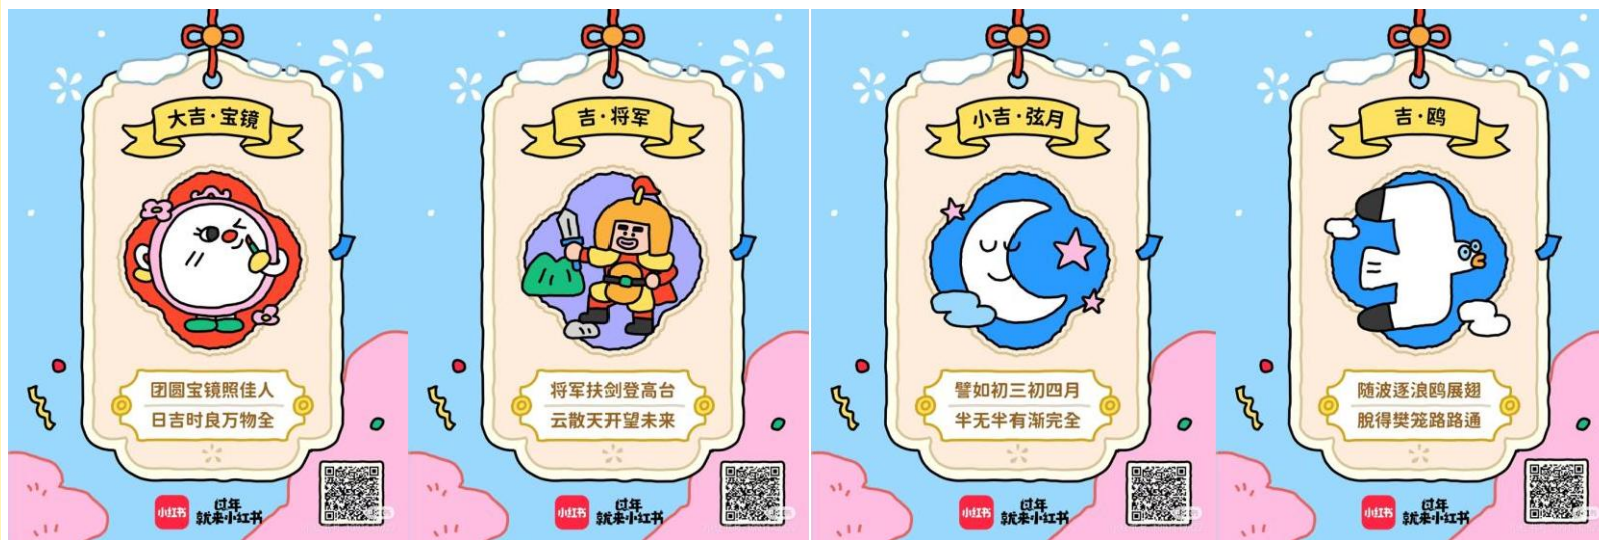 大吉·宝镜
团圆宝镜照佳人
日吉时良万物全
小红书
过年
就来小红书
吉·将军
将军扶剑登高台
云散天开望未来
小红书
过年
就来小红书
小吉·弦月
譬如初三初四月
半无半有渐完全
小红书
过年
就来小红书
吉·鸥
随波逐浪鸥展翅
脱得樊笼路路通
小红书
过年
就来小红书